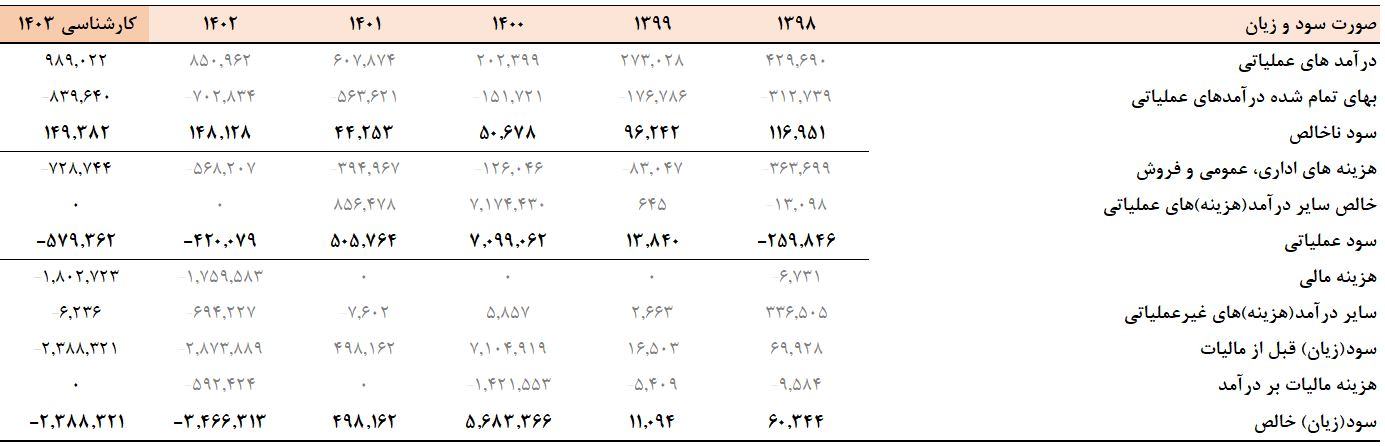 صورت سود و زیان ۱۳۹۸ ۱۳۹۹ ۱۴۰۰ ۱۴۰۱ ۱۴۰۲ کارشناسی ۱۴۰۳
درآمد های عملیاتی ۴۲۹,۶۹۰ ۲۷۳,۰۲۸ ۲۰۲,۳۹۹ ۶۰۷,۸۷۴ ۸۵۰,۹۶۲ ۹۸۹,۰۲۲
بهای تمام شده درآمدهای عملیاتی -۳۱۲,۷۳۹ -۱۷۶,۷۸۶ -۱۵۱,۷۲۱ -۵۶۳,۶۲۱ -۷۰۲,۸۳۴ -۸۳۹,۶۴۰
سود ناخالص ۱۱۶,۹۵۱ ۹۶,۲۴۲ ۵۰,۶۷۸ ۴۴,۲۵۳ ۱۴۸,۱۲۸ ۱۴۹,۳۸۲
هزینه های اداری، عمومی و فروش -۳۶۳,۶۹۹ -۸۳,۰۴۷ -۱۲۶,۰۴۶ -۳۹۴,۹۶۷ -۵۶۸,۲۰۷ -۷۲۸,۷۴۴
خالص سایر درآمد(هزینه)های عملیاتی -۱۳,۰۹۸ ۶۴۵ ۷,۱۷۴,۴۳۰ ۸۵۶,۴۷۸ ۰ ۰
سود عملیاتی -۲۵۹,۸۴۶ ۱۳,۸۴۰ ۷,۰۹۹,۰۶۲ ۵۰۵,۷۶۴ -۴۲۰,۰۷۹ -۵۷۹,۳۶۲
هزینه مالی -۶,۷۳۱ ۰ ۰ ۰ -۱,۷۵۹,۵۸۳ -۱,۸۰۲,۷۲۳
سایر درآمد(هزینه)های غیرعملیاتی ۳۳۶,۵۰۵ ۲,۶۶۳ ۵,۸۵۷ -۷,۶۰۲ -۶۹۴,۲۲۷ -۶,۲۳۶
سود(زیان) قبل از مالیات ۶۹,۹۲۸ ۱۶,۵۰۳ ۷,۱۰۴,۹۱۹ ۴۹۸,۱۶۲ -۲,۸۷۳,۸۸۹ -۲,۳۸۸,۳۲۱
هزینه مالیات بر درآمد -۹,۵۸۴ -۵,۴۰۹ -۱,۴۲۱,۵۵۳ ۰ -۵۹۲,۴۲۴ ۰
سود(زیان) خالص ۶۰,۳۴۴ ۱۱,۰۹۴ ۵,۶۸۳,۳۶۶ ۴۹۸,۱۶۲ -۳,۴۶۶,۳۱۳ -۲,۳۸۸,۳۲۱